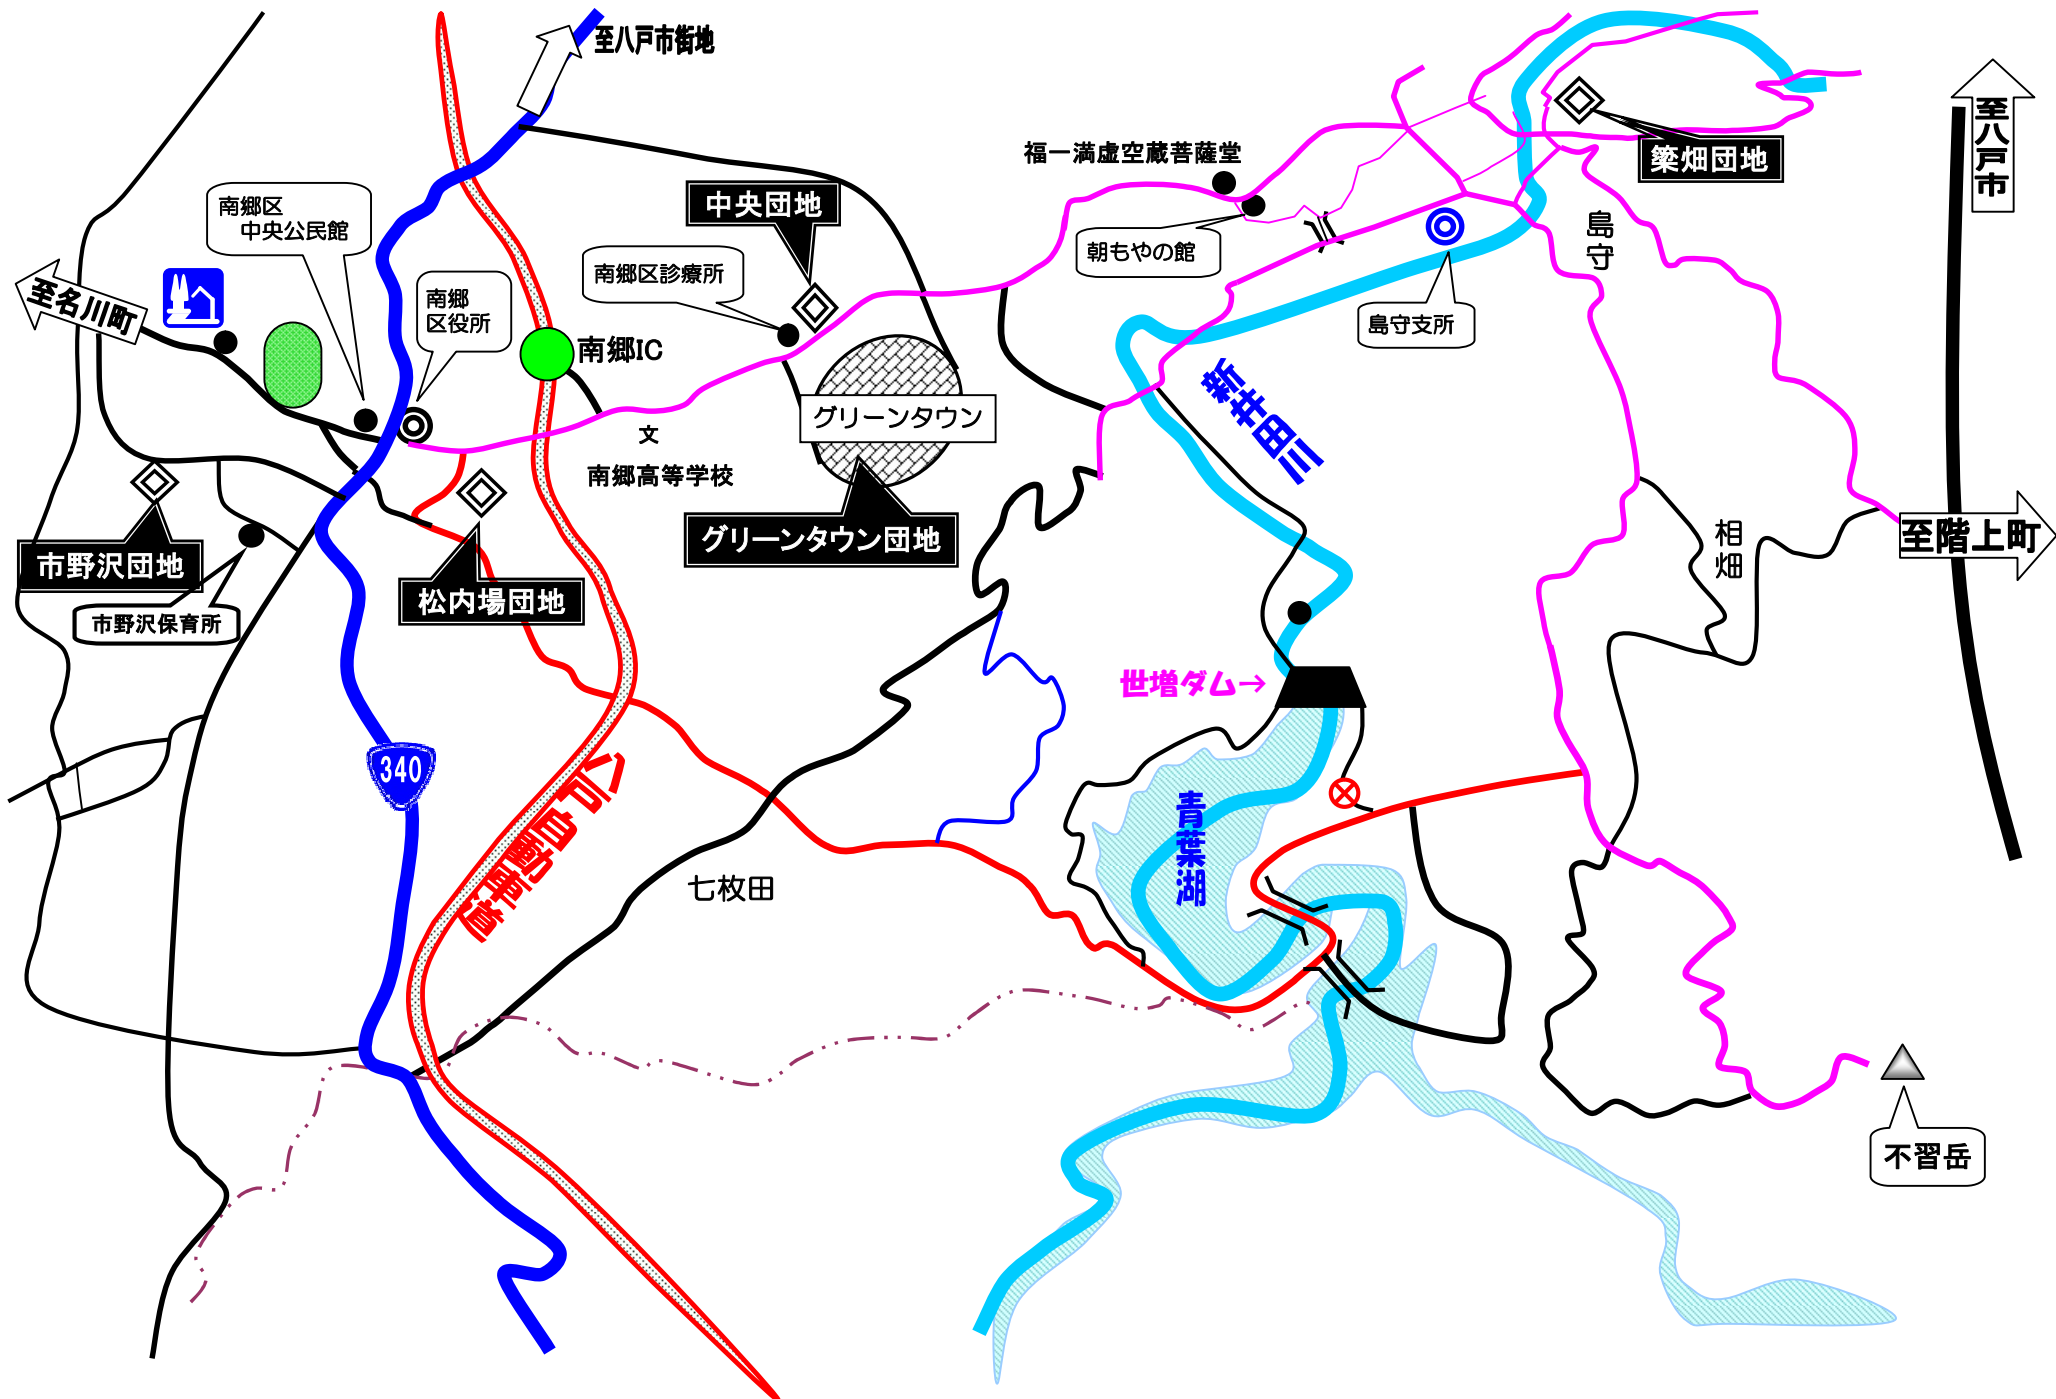 至八戸市街地
至八戸市
福一満虚空蔵菩薩堂
簗畑団地
南郷区
中央公民館
中央団地
島守
朝もやの館
南郷区診療所
至名川町
南郷
区役所
島守支所
南郷IC
新井田川
グリーンタウン
文
南郷高等学校
グリーンタウン団地
至階上町
相畑
市野沢団地
松内場団地
市野沢保育所
世増ダム→
340
八戸自動車道
青葉湖
七枚田
不習岳